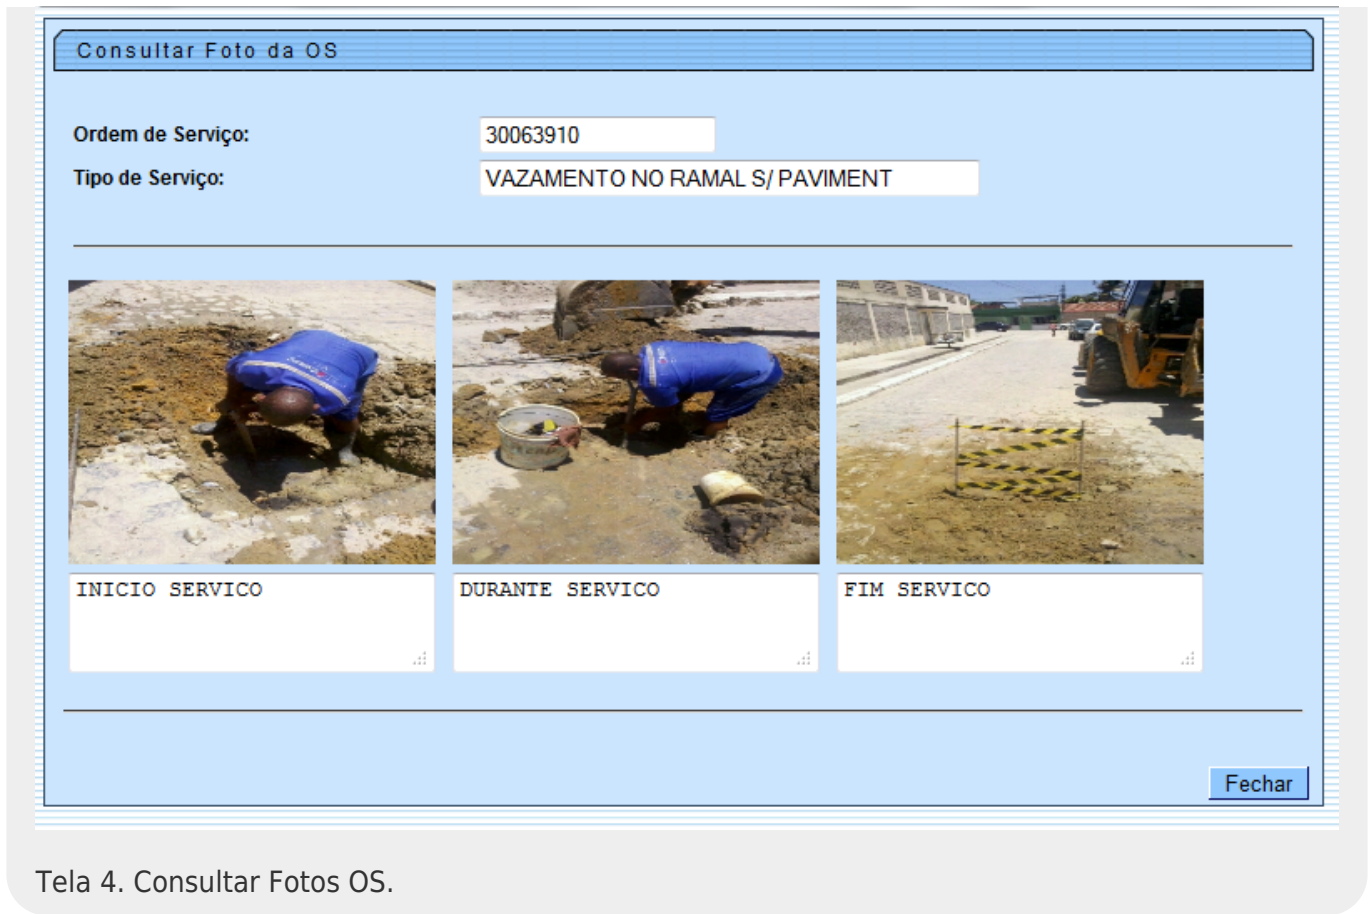 Consultar Foto da OS
Ordem de Serviço: 30063910
Tipo de Serviço: VAZAMENTO NO RAMAL S/ PAVIMENT
INICIO SERVICO
DURANTE SERVICO
FIM SERVICO
Fechar
Tela 4. Consultar Fotos OS.